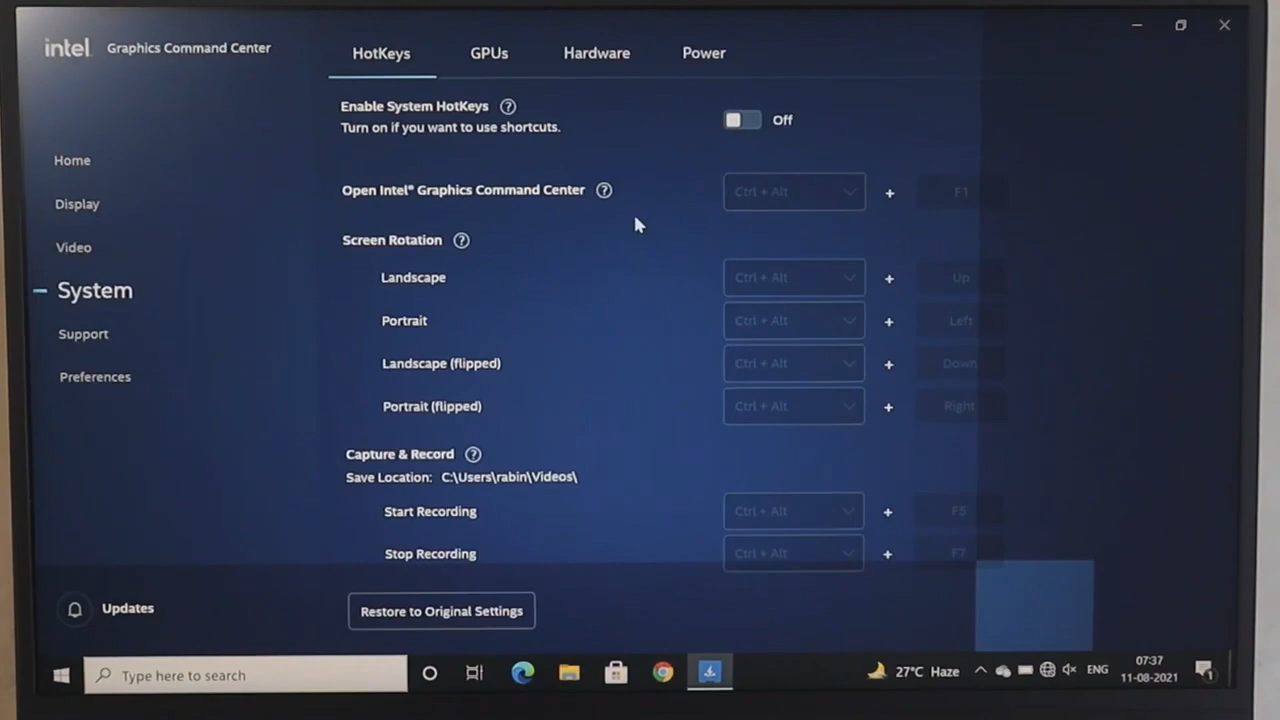 intel. Graphics Command Center
HotKeys GPUs Hardware Power
Enable System HotKeys ?
Turn on if you want to use shortcuts.
Off
Home
Display
Video
System
Support
Preferences
Open Intel® Graphics Command Center ? Ctrl + Alt + F1
Screen Rotation ?
Landscape Ctrl + Alt + Up
Portrait Ctrl + Alt + Left
Landscape (flipped) Ctrl + Alt + Down
Portrait (flipped) Ctrl + Alt + Right
Capture & Record ?
Save Location: C:\Users\rabin\Videos\
Start Recording Ctrl + Alt + F5
Stop Recording Ctrl + Alt + F7
Updates
Restore to Original Settings
Type here to search
27°C Haze
ENG
07:37
11-08-2021
1